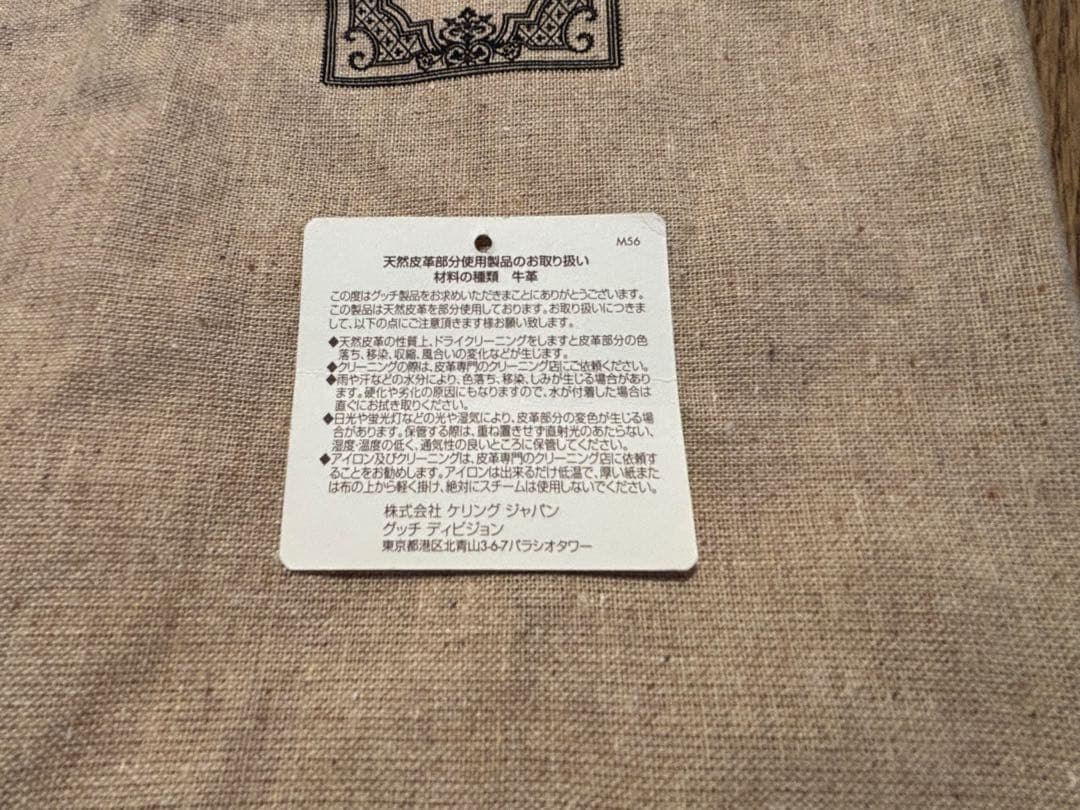 M56
天然皮革部分使用製品のお取り扱い
材料の種類 牛革
この度はグッチ製品をお求めいただきまことにありがとうございます。
この製品は天然皮革を部分使用しております。お取り扱いにつきま
して、以下の点にご注意頂きます様お願い致します。
◆天然皮革の性質上、ドライクリーニングをしますと皮革部分の色
落ち、移染、収縮、風合いの変化などが生じます。
◆クリーニングの際は、皮革専門のクリーニング店にご依頼ください。
◆雨や汗などの水分により、色落ち、移染、しみが生じる場合があり
ます。硬化や劣化の原因にもなりますので、水が付着した場合は
直ぐにお拭き取りください。
◆日光や蛍光灯などの光や湿気により、皮革部分の変色が生じる場
合があります。保管する際は、重ね置きせず直射光のあたらない、
湿度・温度の低く、通気性の良いところに保管してください。
◆アイロン及びクリーニングは、皮革専門のクリーニング店に依頼す
ることをお勧めします。アイロンは出来るだけ低温で、厚い紙また
は布の上から軽く掛け、絶対にスチームは使用しないでください。
株式会社 ケリング ジャパン
グッチ ディビジョン
東京都港区北青山3-6-7パラシオタワー